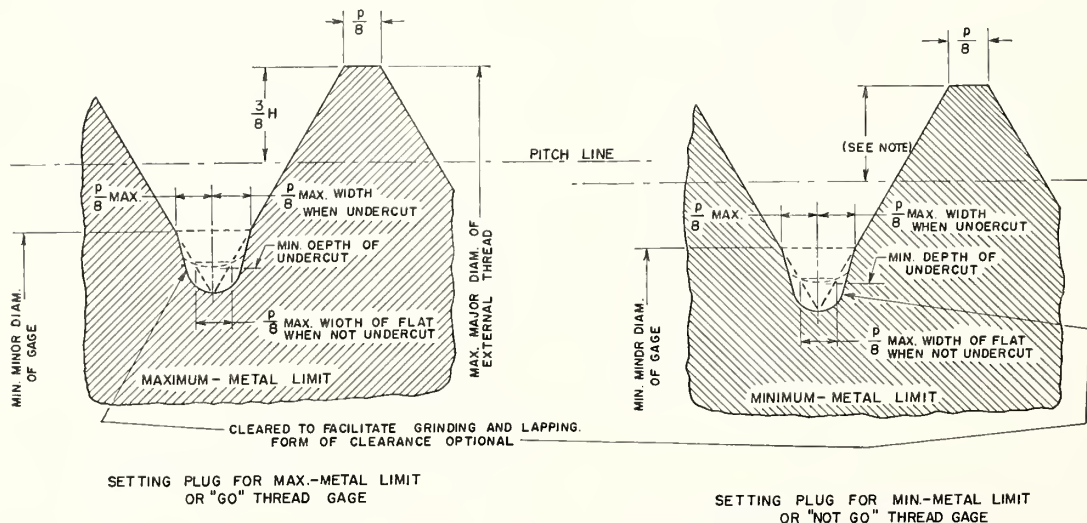 p/8
3/8 H
p/8 MAX.
p/8 MAX. WIDTH
WHEN UNDERCUT
MIN. DEPTH OF
UNDERCUT
p/8 MAX. WIOTH OF FLAT
WHEN NOT UNDERCUT
MIN. MINOR DIAM.
OF GAGE
MAX. MAJOR DIAM. OF
EXTERNAL THREAD
MAXIMUM-METAL LIMIT
PITCH LINE
p/8
(SEE NOTE)
p/8 MAX.
p/8 MAX. WIDTH
WHEN UNOERCUT
MIN. DEPTH OF
UNDERCUT
p/8 MAX. WIDTH OF FLAT
WHEN NOT UNDERCUT
MIN. MINDR DIAM.
OF GAGE
MINIMUM-METAL LIMIT
CLEARED TO FACILITATE GRINDING AND LAPPING.
FORM OF CLEARANCE OPTIONAL
SETTING PLUG FOR MAX.-METAL LIMIT
OR "GO" THREAD GAGE
SETTING PLUG FOR MIN.-METAL LIMIT
OR "NOT GO" THREAD GAGE